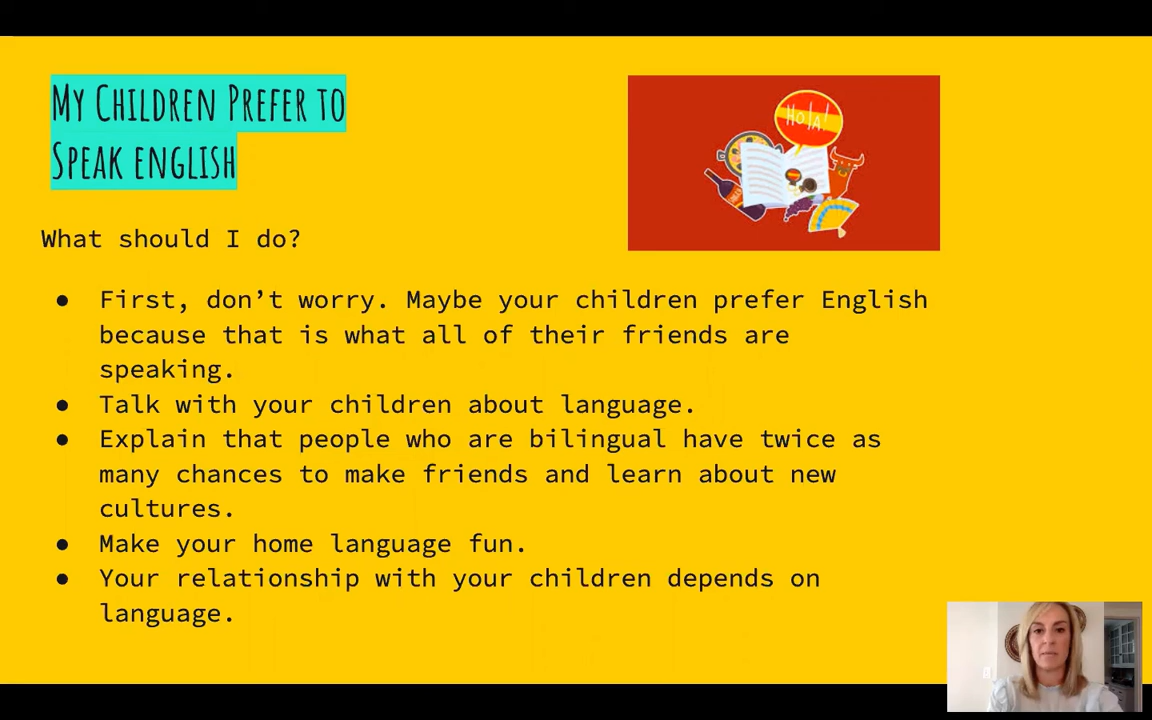 My Children Prefer to
Speak english
Hola!
What should I do?
● First, don’t worry. Maybe your children prefer English
because that is what all of their friends are
speaking.
● Talk with your children about language.
● Explain that people who are bilingual have twice as
many chances to make friends and learn about new
cultures.
● Make your home language fun.
● Your relationship with your children depends on
language.